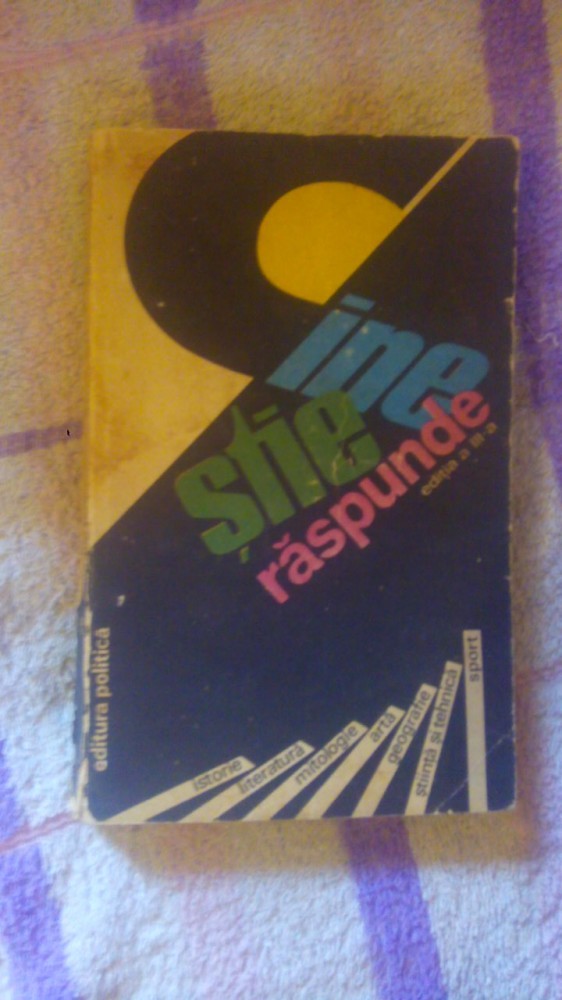 Cine
știe
răspunde
ediția a III-a
editura politică
istorie
literatură
mitologie
artă
geografie
știință și tehnică
sport